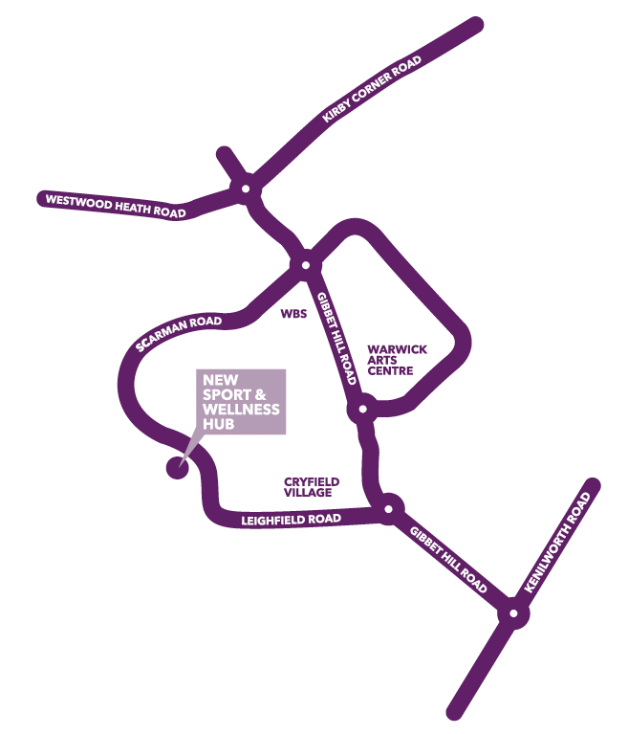 KIRBY CORNER ROAD
WESTWOOD HEATH ROAD
SCARMAN ROAD
WBS
GIBBET HILL ROAD
WARWICK
ARTS
CENTRE
NEW
SPORT &
WELLNESS
HUB
CRYFIELD
VILLAGE
LEIGHFIELD ROAD
GIBBET HILL ROAD
KENILWORTH ROAD